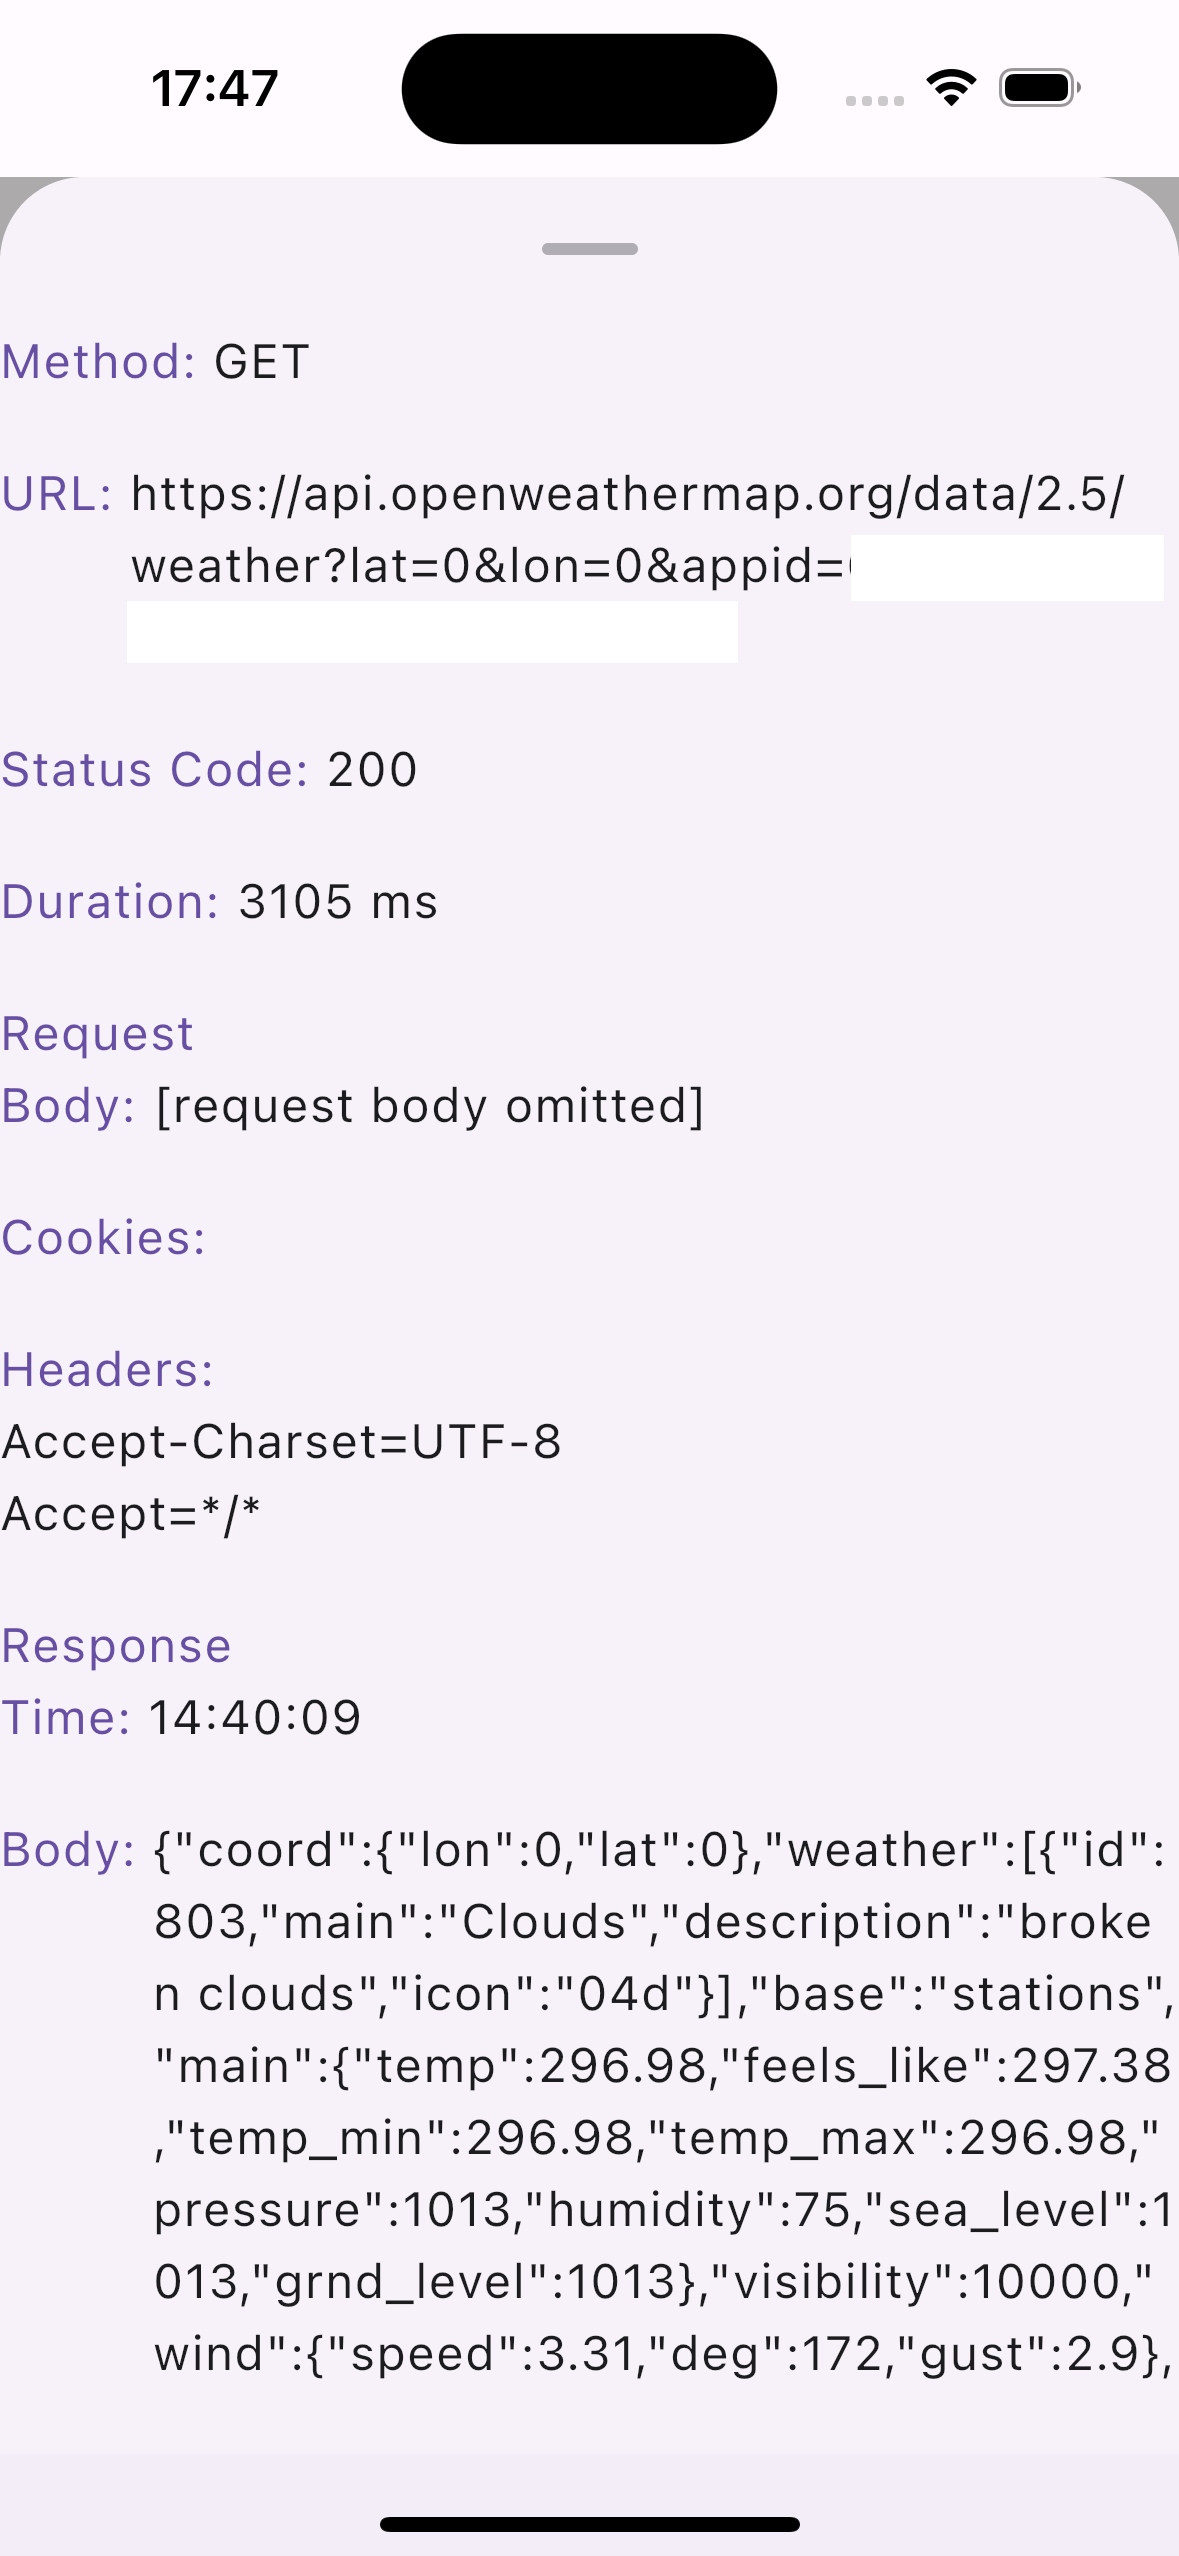 17:47
Method: GET
URL: https://api.openweathermap.org/data/2.5/
weather?lat=0&lon=0&appid=
Status Code: 200
Duration: 3105 ms
Request
Body: [request body omitted]
Cookies:
Headers:
Accept-Charset=UTF-8
Accept=*/*
Response
Time: 14:40:09
Body: {"coord":{"lon":0,"lat":0},"weather":[{"id":
803,"main":"Clouds","description":"broke
n clouds","icon":"04d"}],"base":"stations",
"main":{"temp":296.98,"feels_like":297.38
,"temp_min":296.98,"temp_max":296.98,"
pressure":1013,"humidity":75,"sea_level":1
013,"grnd_level":1013},"visibility":10000,"
wind":{"speed":3.31,"deg":172,"gust":2.9},